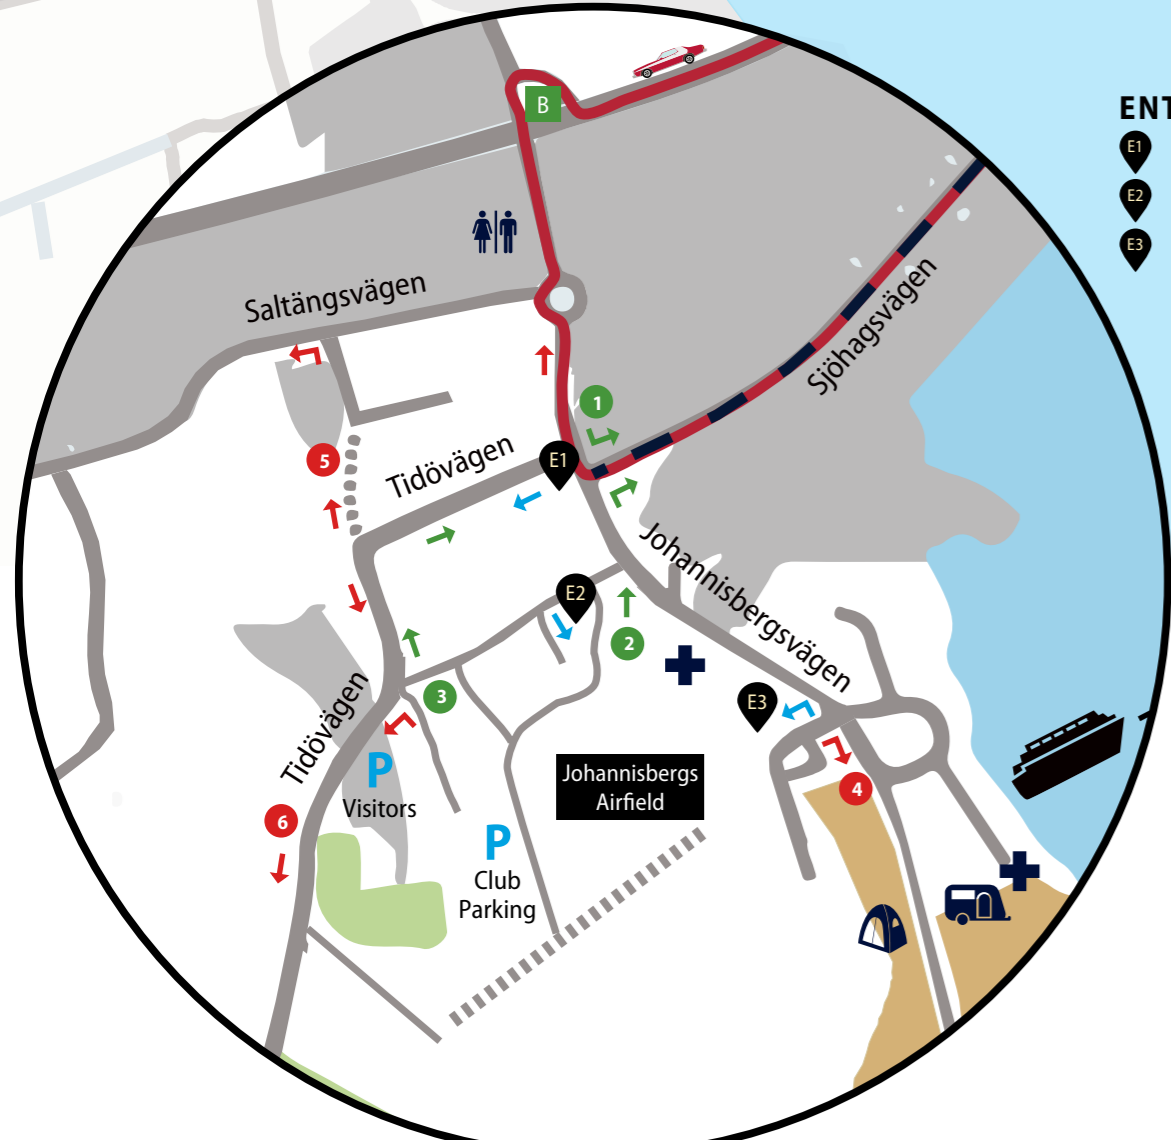 B
ENT
E1
E2
E3
Saltängsvägen
Sjöhagsvägen
1
5
Tidövägen
E1
Johannisbergsvägen
E2
2
3
E3
Tidövägen
P
Visitors
Johannisbergs
Airfield
4
6
P
Club
Parking